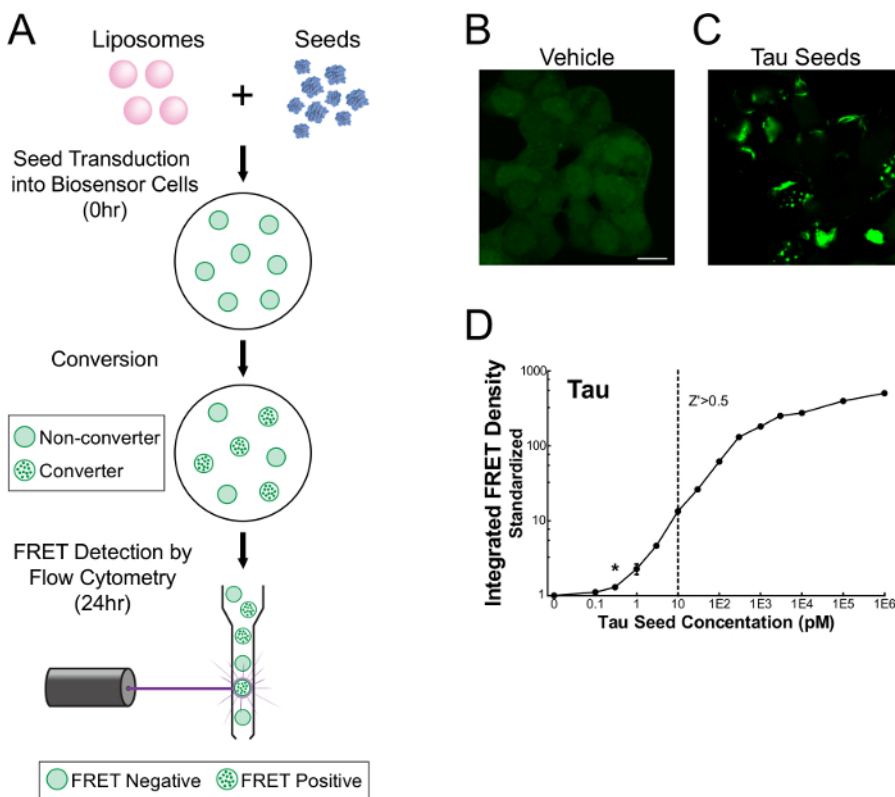 A
Liposomes
Seeds
+
Seed Transduction
into Biosensor Cells
(0hr)
Conversion
Non-converter
Converter
FRET Detection by
Flow Cytometry
(24hr)
FRET Negative
FRET Positive
B
Vehicle
C
Tau Seeds
D
Integrated FRET Density
Standardized
1000
100
10
1
Tau
Z'>0.5
*
0 0.1 1 10 1E2 1E3 1E4 1E5 1E6
Tau Seed Concentation (pM)